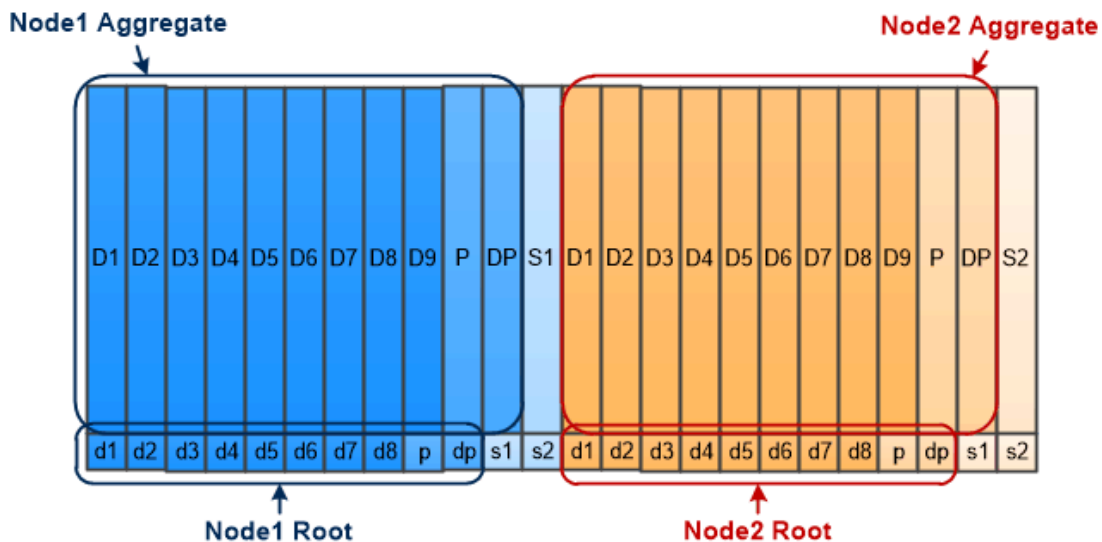 Node1 Aggregate
Node2 Aggregate
D1 D2 D3 D4 D5 D6 D7 D8 D9 P DP S1 D1 D2 D3 D4 D5 D6 D7 D8 D9 P DP S2
d1 d2 d3 d4 d5 d6 d7 d8 p dp s1 s2 d1 d2 d3 d4 d5 d6 d7 d8 p dp s1 s2
Node1 Root
Node2 Root